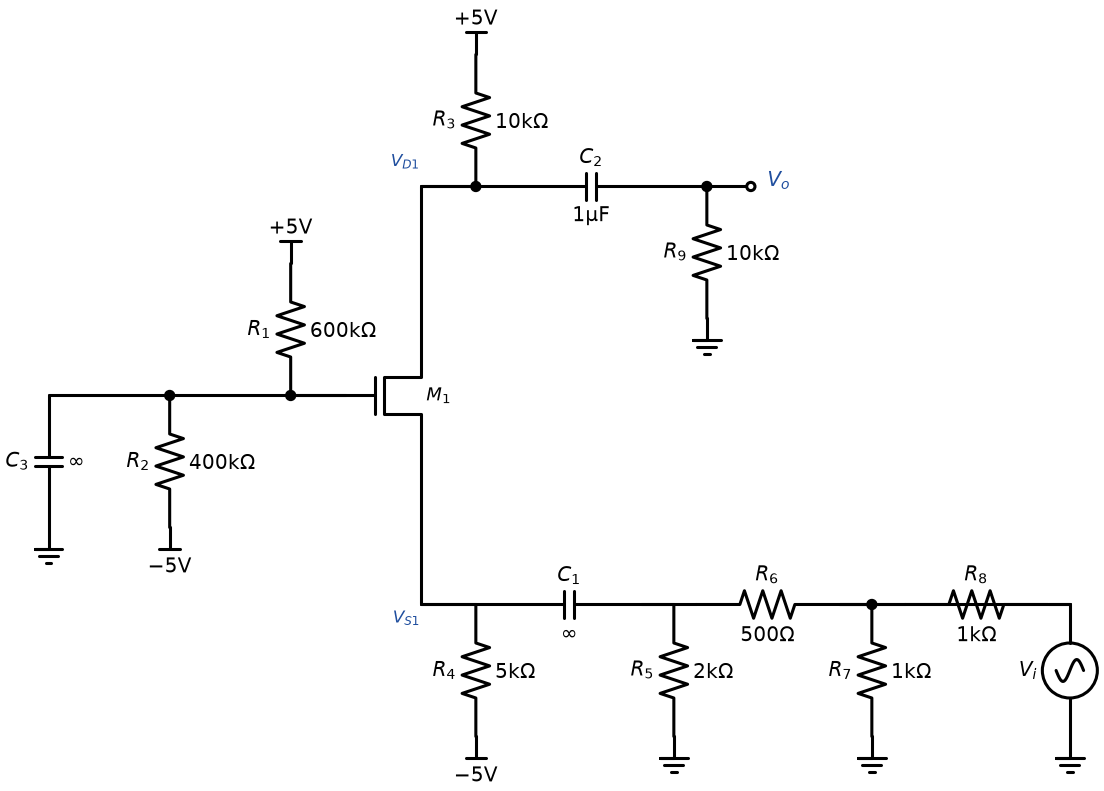 +5V
R3 10kΩ
VD1
C2
Vo
1μF
+5V
R9 10kΩ
R1 600kΩ
M1
C3 ∞
R2 400kΩ
−5V
C1
R6
R8
VS1
∞
500Ω
1kΩ
R4 5kΩ
R5 2kΩ
R7 1kΩ
Vi
−5V